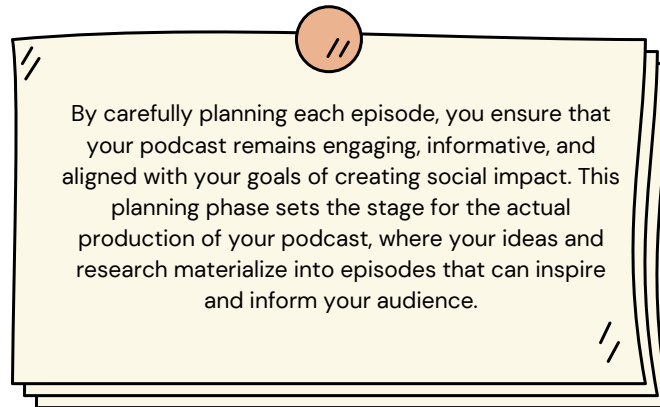 By carefully planning each episode, you ensure that
your podcast remains engaging, informative, and
aligned with your goals of creating social impact. This
planning phase sets the stage for the actual
production of your podcast, where your ideas and
research materialize into episodes that can inspire
and inform your audience.